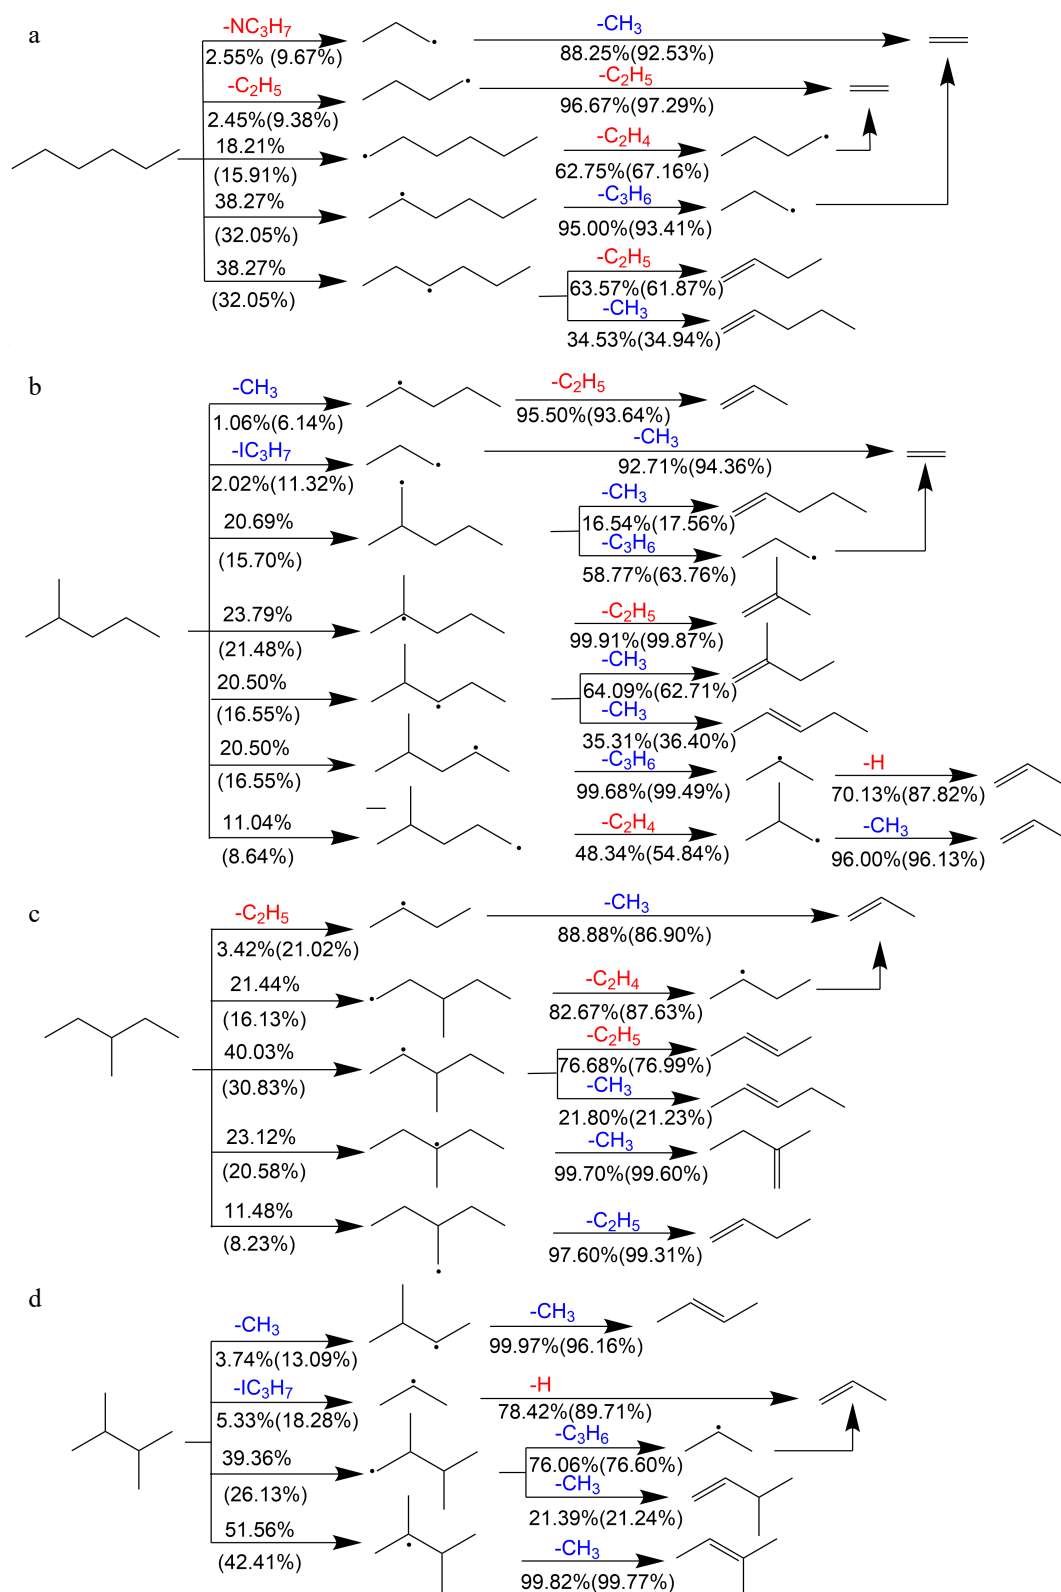 a
-NC3H7
2.55% (9.67%)
-CH3
88.25%(92.53%)
-C2H5
2.45%(9.38%)
-C2H5
96.67%(97.29%)
18.21%
(15.91%)
-C2H4
62.75%(67.16%)
38.27%
(32.05%)
-C3H6
95.00%(93.41%)
38.27%
(32.05%)
-C2H5
63.57%(61.87%)
-CH3
34.53%(34.94%)
b
-CH3
1.06%(6.14%)
-C2H5
95.50%(93.64%)
-IC3H7
2.02%(11.32%)
-CH3
92.71%(94.36%)
20.69%
(15.70%)
-CH3
16.54%(17.56%)
-C3H6
58.77%(63.76%)
23.79%
(21.48%)
-C2H5
99.91%(99.87%)
20.50%
(16.55%)
-CH3
64.09%(62.71%)
-CH3
35.31%(36.40%)
20.50%
(16.55%)
-C3H6
99.68%(99.49%)
-H
70.13%(87.82%)
11.04%
(8.64%)
-C2H4
48.34%(54.84%)
-CH3
96.00%(96.13%)
c
-C2H5
3.42%(21.02%)
-CH3
88.88%(86.90%)
21.44%
(16.13%)
-C2H4
82.67%(87.63%)
40.03%
(30.83%)
-C2H5
76.68%(76.99%)
-CH3
21.80%(21.23%)
23.12%
(20.58%)
-CH3
99.70%(99.60%)
11.48%
(8.23%)
-C2H5
97.60%(99.31%)
d
-CH3
3.74%(13.09%)
-CH3
99.97%(96.16%)
-IC3H7
5.33%(18.28%)
-H
78.42%(89.71%)
39.36%
(26.13%)
-C3H6
76.06%(76.60%)
-CH3
21.39%(21.24%)
51.56%
(42.41%)
-CH3
99.82%(99.77%)